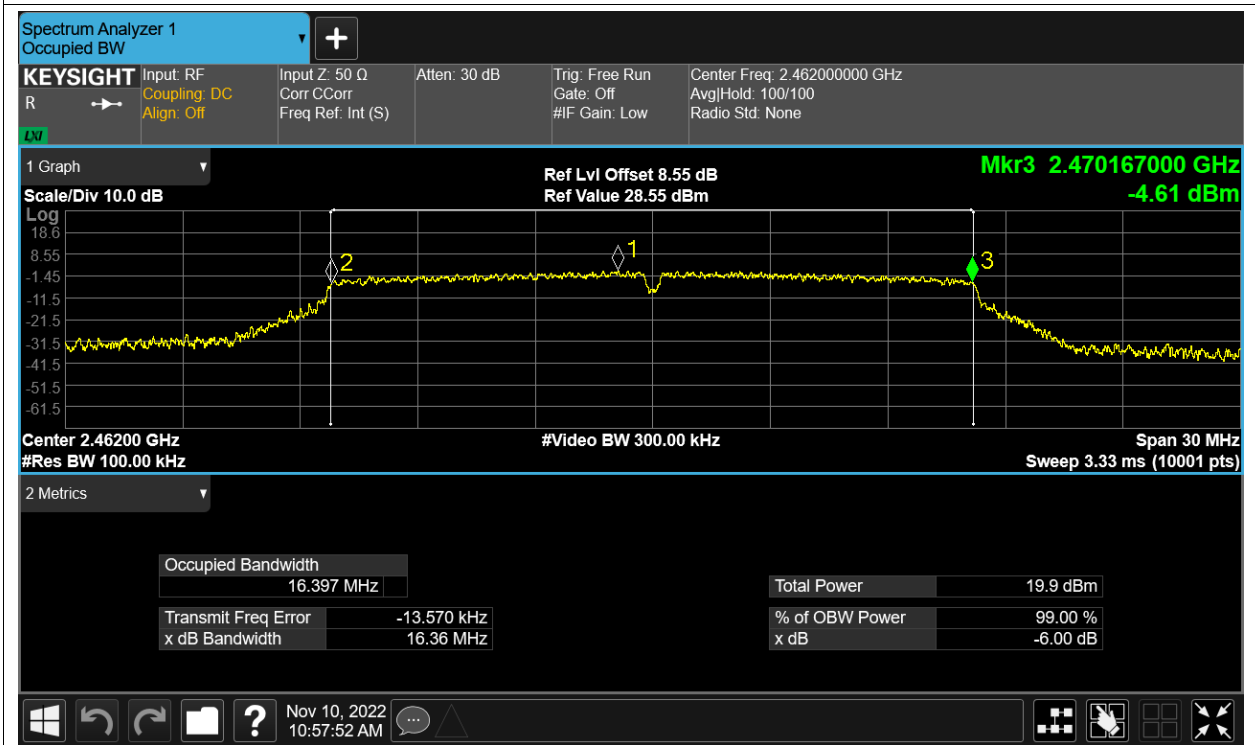 Spectrum Analyzer 1
Occupied BW
KEYSIGHT
R
LXI
Input: RF
Coupling: DC
Align: Off
Input Z: 50 Ω
Corr CCorr
Freq Ref: Int (S)
Atten: 30 dB
Trig: Free Run
Gate: Off
#IF Gain: Low
Center Freq: 2.462000000 GHz
Avg|Hold: 100/100
Radio Std: None
1 Graph
Scale/Div 10.0 dB
Ref Lvl Offset 8.55 dB
Ref Value 28.55 dBm
Mkr3 2.470167000 GHz
-4.61 dBm
Log
18.6
8.55
-1.45
-11.5
-21.5
-31.5
-41.5
-51.5
-61.5
2
1
3
Center 2.46200 GHz
#Res BW 100.00 kHz
#Video BW 300.00 kHz
Span 30 MHz
Sweep 3.33 ms (10001 pts)
2 Metrics
Occupied Bandwidth
16.397 MHz
Transmit Freq Error -13.570 kHz
x dB Bandwidth 16.36 MHz
Total Power 19.9 dBm
% of OBW Power 99.00 %
x dB -6.00 dB
?
Nov 10, 2022
10:57:52 AM